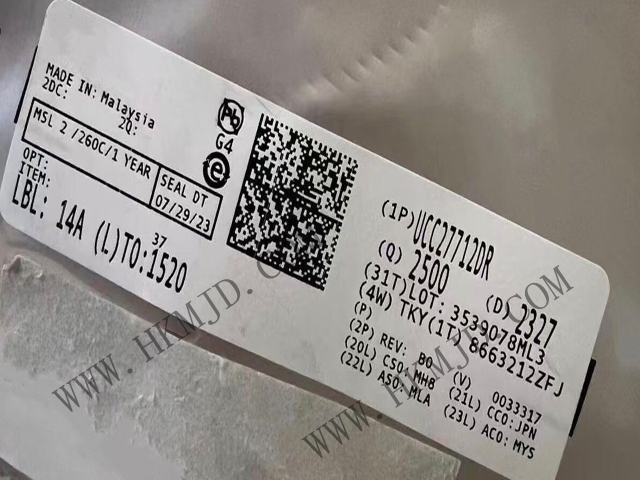 MADE IN: Malaysia
2DC: 2Q:
MSL 2 /260C/1 YEAR
SEAL DT
07/29/23
OPT:
ITEM:
37
LBL: 14A (L)TO:1520
Pb
G4
e
(1P)UCC27712DR
(Q) 2500 (D) 2327
(31T)LOT: 3539078ML3
(4W) TKY(1T) 8663212ZFJ
(P)
(2P) REV: B0 (V) 0033317
(20L) CSO: MH8 (21L) CCO:JPN
(22L) ASO:MLA (23L) ACO: MYS
WWW.HKMJD.COM
WWW.HKMJD.COM